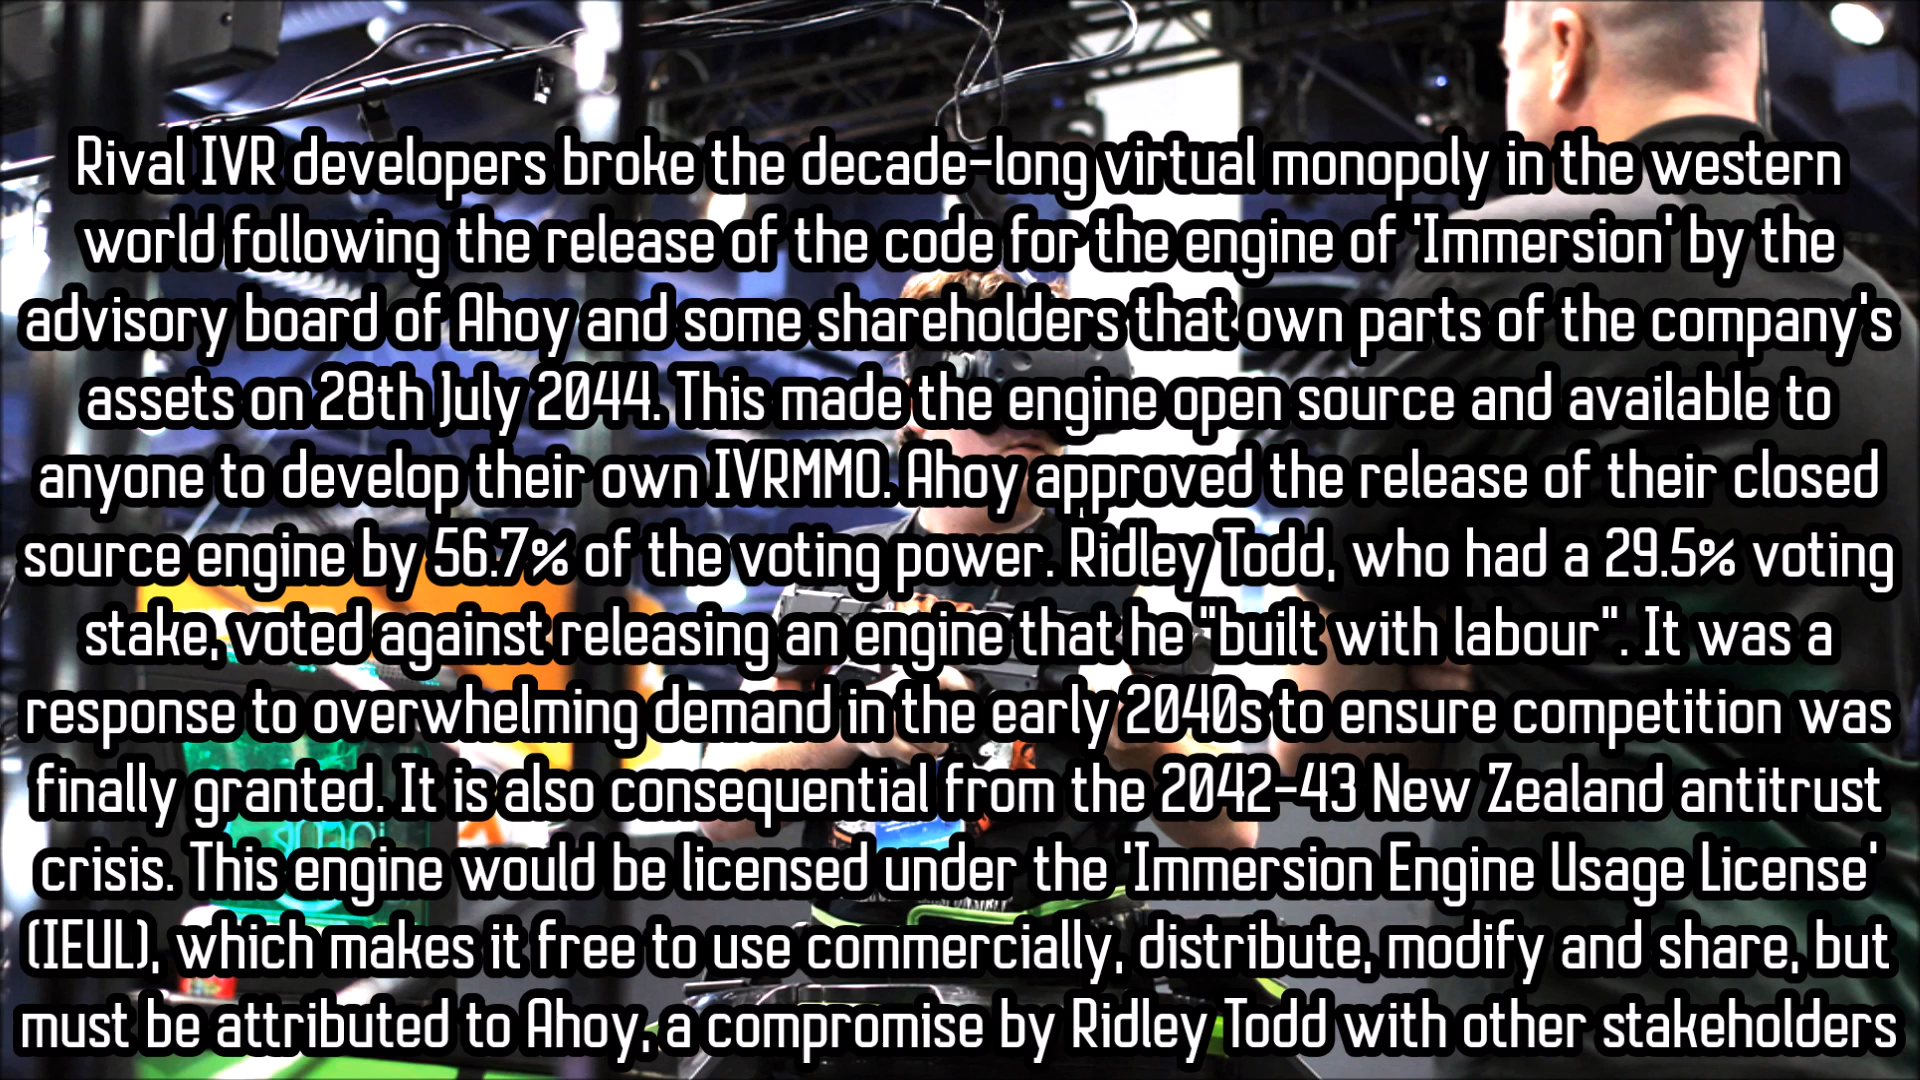 Rival IVR developers broke the decade-long virtual monopoly in the western
world following the release of the code for the engine of 'Immersion' by the
advisory board of Ahoy and some shareholders that own parts of the company's
assets on 28th July 2044. This made the engine open source and available to
anyone to develop their own IVRMMO. Ahoy approved the release of their closed
source engine by 56.7% of the voting power. Ridley Todd, who had a 29.5% voting
stake, voted against releasing an engine that he "built with labour". It was a
response to overwhelming demand in the early 2040s to ensure competition was
finally granted. It is also consequential from the 2042-43 New Zealand antitrust
crisis. This engine would be licensed under the 'Immersion Engine Usage License'
(IEUL), which makes it free to use commercially, distribute, modify and share, but
must be attributed to Ahoy, a compromise by Ridley Todd with other stakeholders